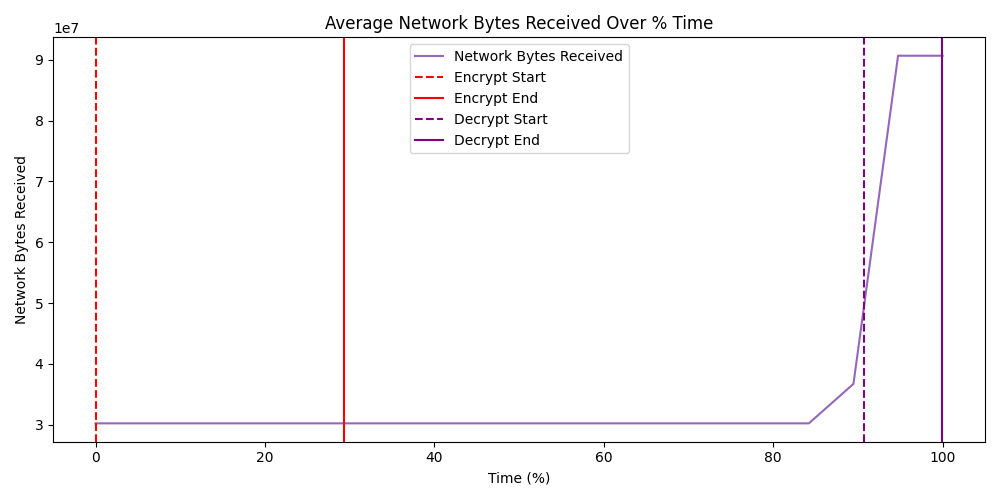 Average Network Bytes Received Over % Time
1e7
Network Bytes Received
Encrypt Start
Encrypt End
Decrypt Start
Decrypt End
9
8
7
6
5
4
3
Network Bytes Received
0 20 40 60 80 100
Time (%)